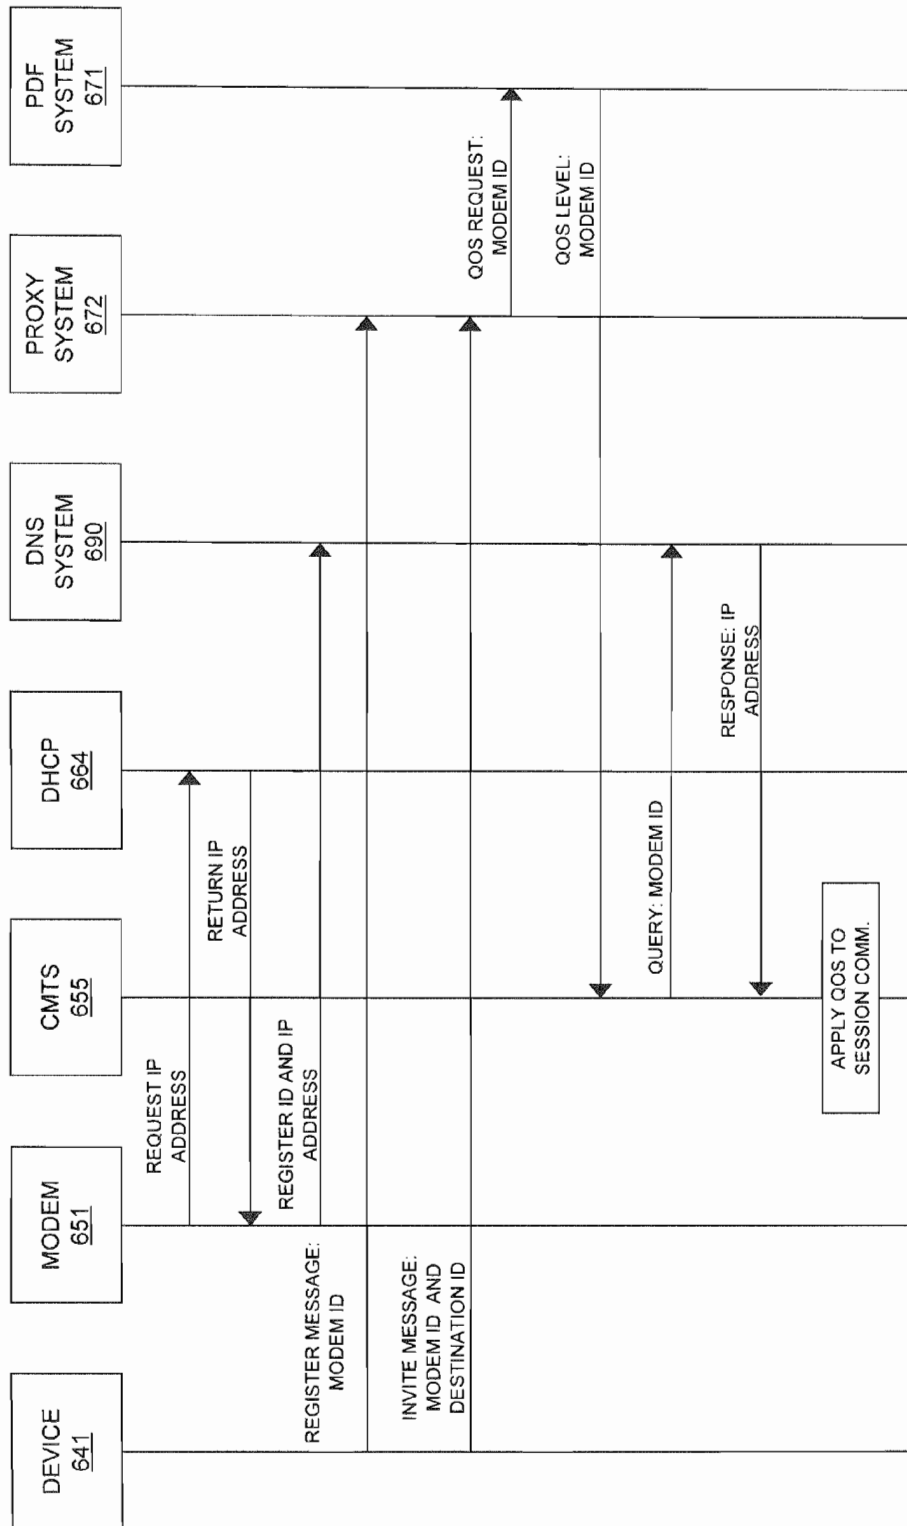 DEVICE
641
MODEM
651
CMTS
655
DHCP
664
DNS
SYSTEM
690
PROXY
SYSTEM
672
PDF
SYSTEM
671
REQUEST IP
ADDRESS
RETURN IP
ADDRESS
REGISTER ID AND IP
ADDRESS
REGISTER MESSAGE:
MODEM ID
INVITE MESSAGE:
MODEM ID AND
DESTINATION ID
QOS REQUEST:
MODEM ID
QOS LEVEL:
MODEM ID
QUERY: MODEM ID
RESPONSE: IP
ADDRESS
APPLY QOS TO
SESSION COMM.